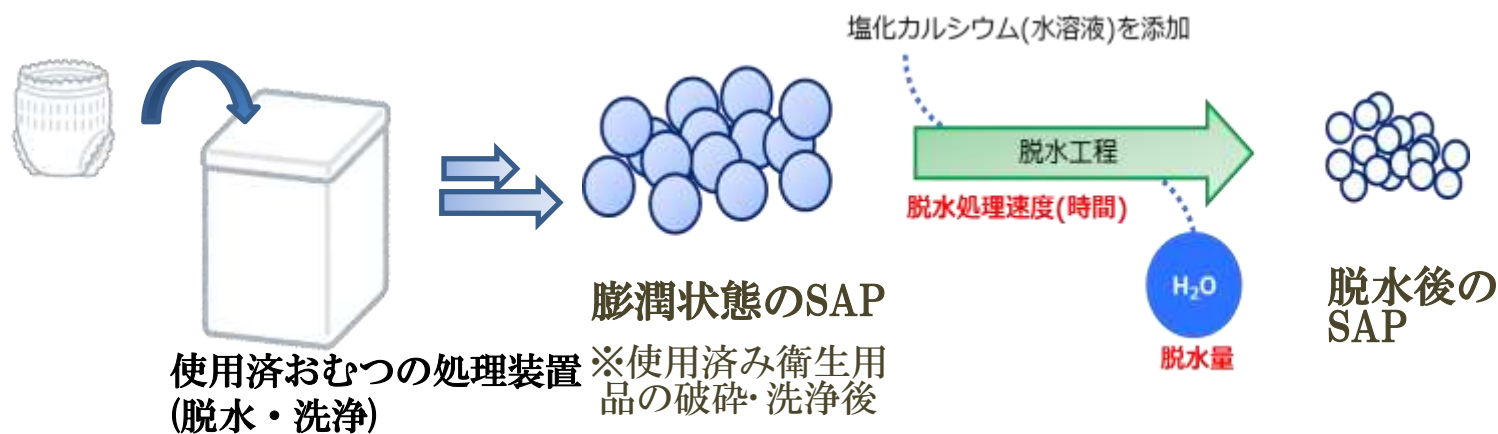 塩化カルシウム(水溶液)を添加
脱水工程
脱水処理速度(時間)
H₂O
脱水量
膨潤状態のSAP
※使用済み衛生用
品の破砕・洗浄後
脱水後の
SAP
使用済おむつの処理装置
(脱水・洗浄)